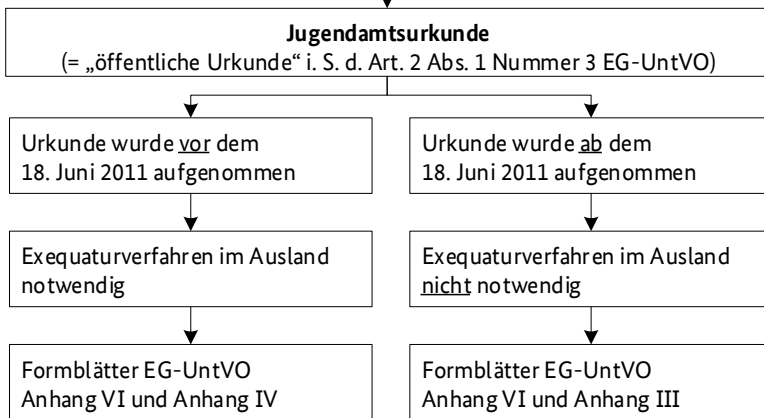 Jugendamtsurkunde
(= „öffentliche Urkunde“ i. S. d. Art. 2 Abs. 1 Nummer 3 EG-UntVO)
Urkunde wurde vor dem
18. Juni 2011 aufgenommen
Urkunde wurde ab dem
18. Juni 2011 aufgenommen
Exequaturverfahren im Ausland
notwendig
Exequaturverfahren im Ausland
nicht notwendig
Formblätter EG-UntVO
Anhang VI und Anhang IV
Formblätter EG-UntVO
Anhang VI und Anhang III